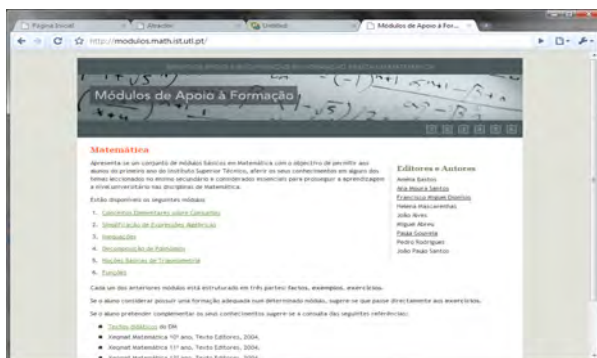 Página Inicial
Untitled
Módulos de Apoio à For...
http://modulos.math.ist.utl.pt/
Módulos de Apoio à Formação
1 2 3 4 5 6
Matemática
Apresenta-se um conjunto de módulos básicos em Matemática com o objectivo de permitir aos
alunos do primeiro ano do Instituto Superior Técnico, aferir os seus conhecimentos em alguns dos
temas leccionados no ensino secundário e considerados essenciais para prosseguir a aprendizagem
a nível universitário nas disciplinas de Matemática.
Estão disponíveis os seguintes módulos:
1. Conceitos Elementares sobre Conjuntos
2. Simplificação de Expressões Algébricas
3. Inequações
4. Decomposição de Polinómios
5. Noções Básicas de Trigonometria
6. Funções
Cada um dos anteriores módulos está estruturado em três partes: factos, exemplos, exercícios.
Se o aluno considerar possuir uma formação adequada num determinado módulo, sugere-se que passe directamente aos exercícios.
Se o aluno pretender complementar os seus conhecimentos sugere-se a consulta das seguintes referências:
Textos didáticos do DM
Xeqmat Matemática 10º ano, Texto Editores, 2004.
Xeqmat Matemática 11º ano, Texto Editores, 2004.
Editores e Autores
Amélia Bastos
Ana Moura Santos
Francisco Miguel Dionísio
Helena Mascarenhas
João Alves
Miguel Abreu
Paula Gouveia
Pedro Rodrigues
João Paulo Santos